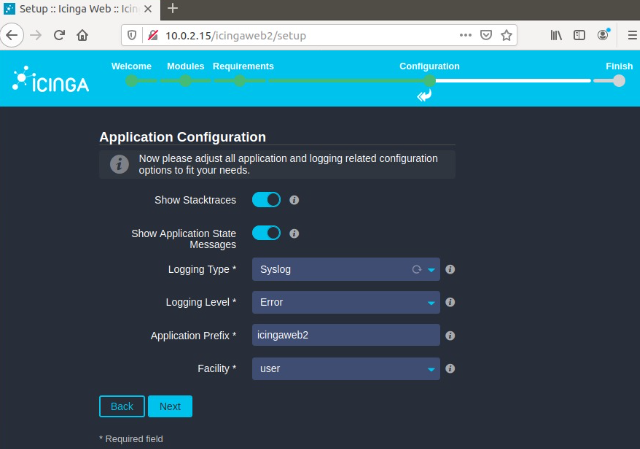 Setup :: Icinga Web :: Icin
10.0.2.15/icingaweb2/setup
Welcome Modules Requirements Configuration Finish
ICINGA
Application Configuration
Now please adjust all application and logging related configuration
options to fit your needs.
Show Stacktraces
Show Application State
Messages
Logging Type * Syslog
Logging Level * Error
Application Prefix * icingaweb2
Facility * user
Back Next
* Required field